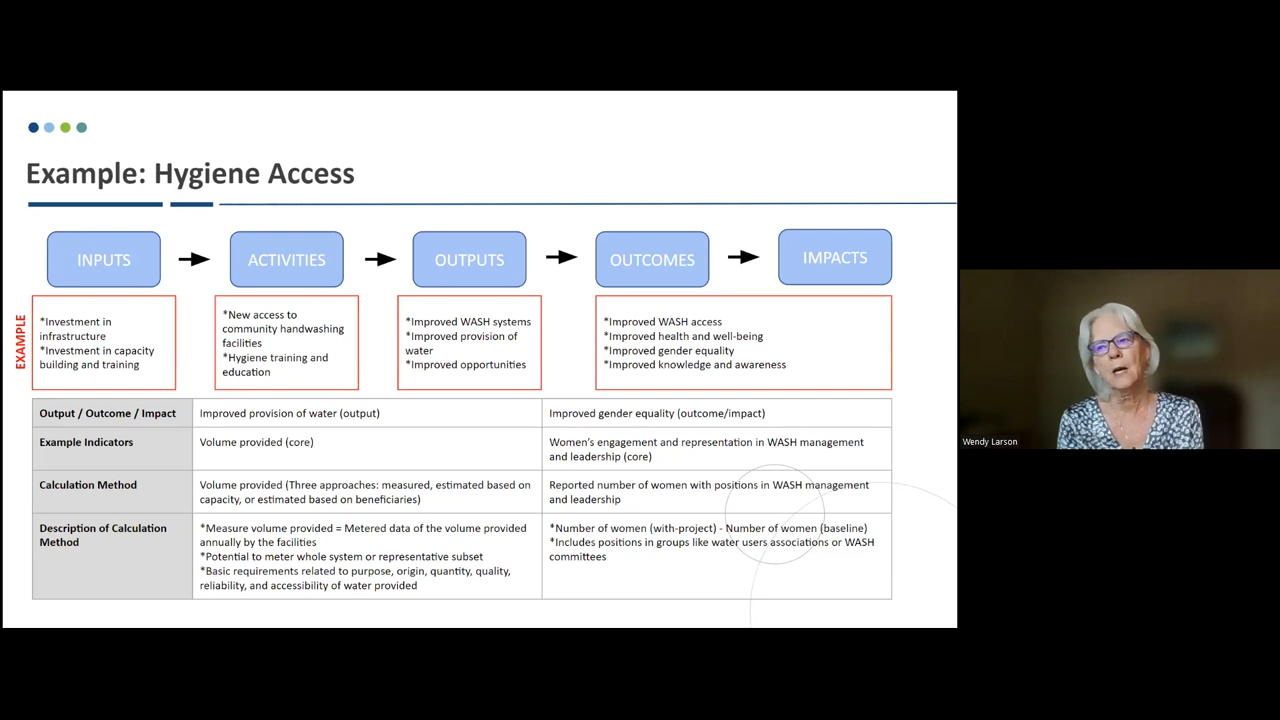 Example: Hygiene Access
INPUTS
ACTIVITIES
OUTPUTS
OUTCOMES
IMPACTS
EXAMPLE
*Investment in
infrastructure
*Investment in capacity
building and training
*New access to
community handwashing
facilities
*Hygiene training and
education
*Improved WASH systems
*Improved provision of
water
*Improved opportunities
*Improved WASH access
*Improved health and well-being
*Improved gender equality
*Improved knowledge and awareness
Output / Outcome / Impact
Improved provision of water (output)
Improved gender equality (outcome/impact)
Example Indicators
Volume provided (core)
Women's engagement and representation in WASH management
and leadership (core)
Calculation Method
Volume provided (Three approaches: measured, estimated based on
capacity, or estimated based on beneficiaries)
Reported number of women with positions in WASH management
and leadership
Description of Calculation
Method
*Measure volume provided = Metered data of the volume provided
annually by the facilities
*Potential to meter whole system or representative subset
*Basic requirements related to purpose, origin, quantity, quality,
reliability, and accessibility of water provided
*Number of women (with-project) - Number of women (baseline)
*Includes positions in groups like water users associations or WASH
committees
Wendy Larson